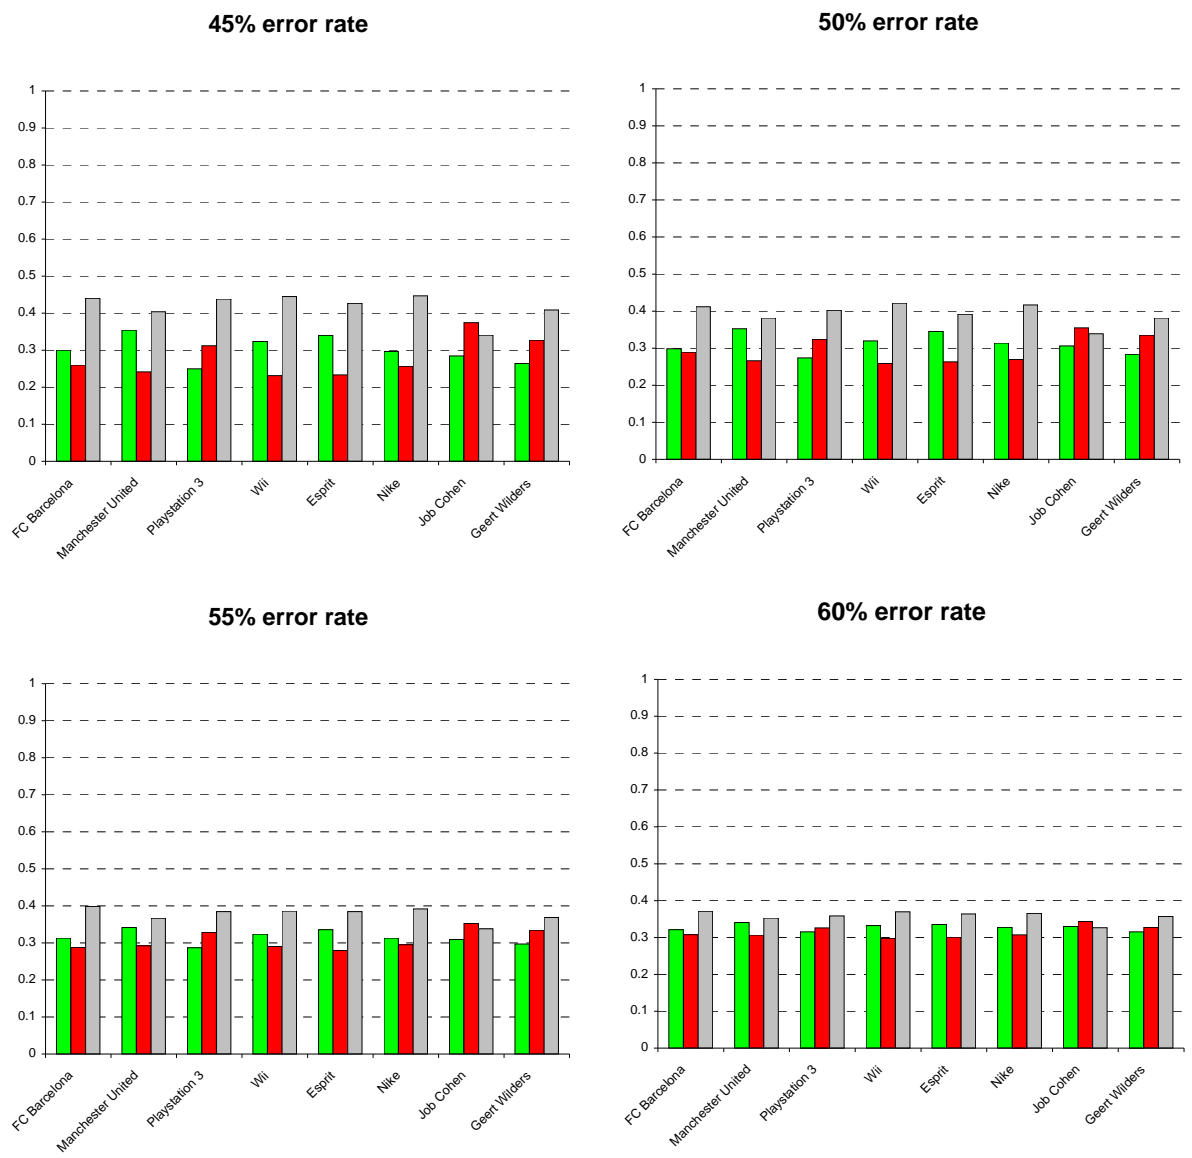 45% error rate
1
0.9
0.8
0.7
0.6
0.5
0.4
0.3
0.2
0.1
0
FC Barcelona
Manchester United
Playstation 3
Wii
Esprit
Nike
Job Cohen
Geert Wilders
50% error rate
1
0.9
0.8
0.7
0.6
0.5
0.4
0.3
0.2
0.1
0
FC Barcelona
Manchester United
Playstation 3
Wii
Esprit
Nike
Job Cohen
Geert Wilders
55% error rate
1
0.9
0.8
0.7
0.6
0.5
0.4
0.3
0.2
0.1
0
FC Barcelona
Manchester United
Playstation 3
Wii
Esprit
Nike
Job Cohen
Geert Wilders
60% error rate
1
0.9
0.8
0.7
0.6
0.5
0.4
0.3
0.2
0.1
0
FC Barcelona
Manchester United
Playstation 3
Wii
Esprit
Nike
Job Cohen
Geert Wilders